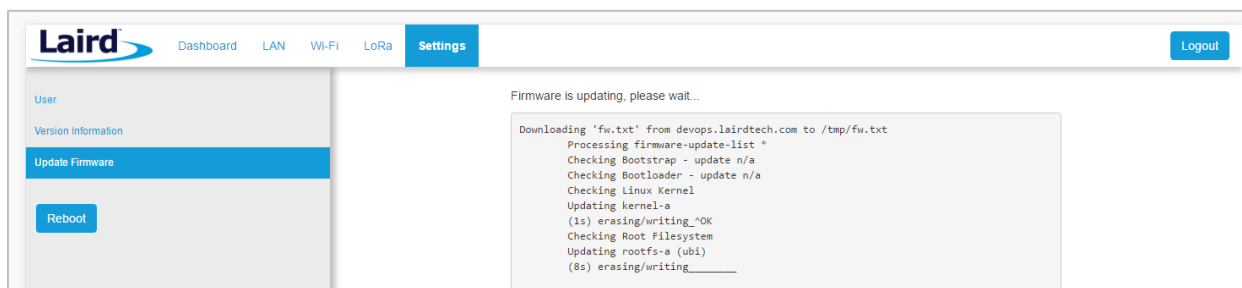 Laird
Dashboard LAN Wi-Fi LoRa Settings Logout
User
Version Information
Update Firmware
Reboot
Firmware is updating, please wait...
Downloading 'fw.txt' from devops.lairdtech.com to /tmp/fw.txt
Processing firmware-update-list *
Checking Bootstrap - update n/a
Checking Bootloader - update n/a
Checking Linux Kernel
Updating kernel-a
(1s) erasing/writing_^OK
Checking Root Filesystem
Updating rootfs-a (ubi)
(8s) erasing/writing________